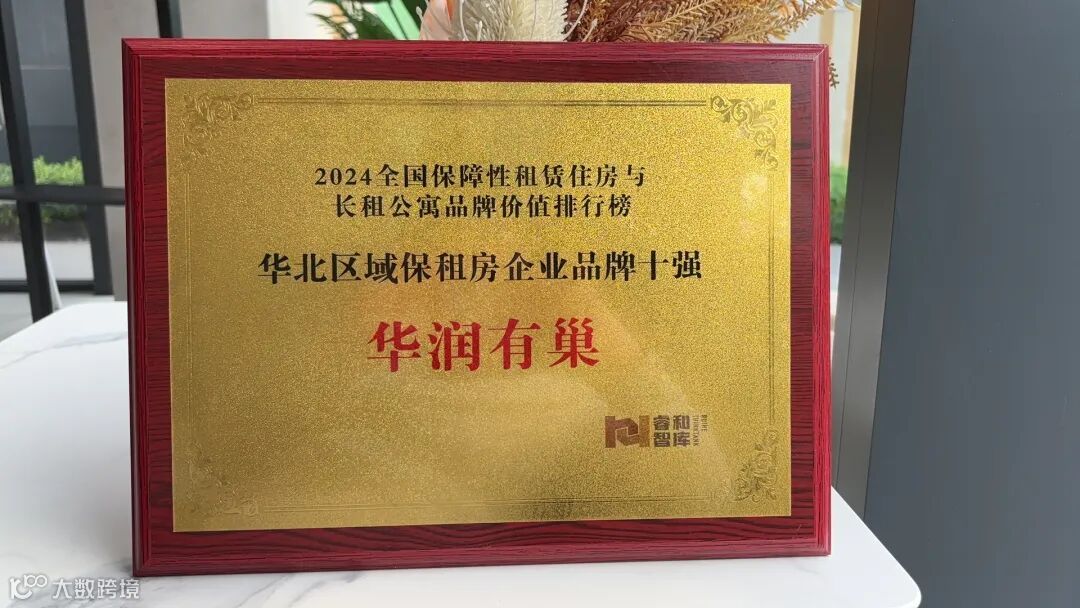 2024全国保障性租赁住房与
长租公寓品牌价值排行榜
华北区域保租房企业品牌十强
华润有巢
睿和
智库
RUIHE
THINKTANK
大数跨境